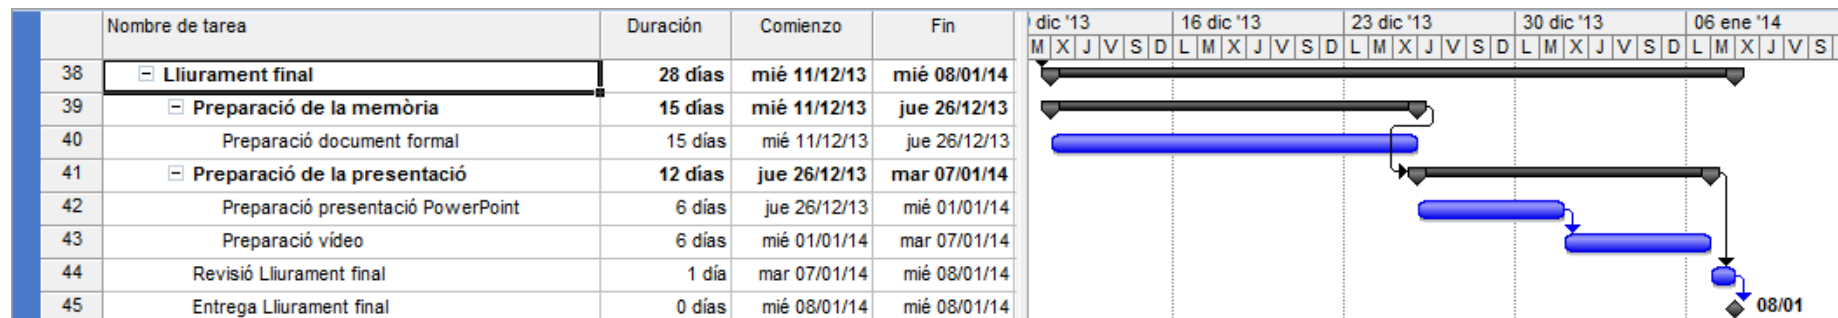 Nombre de tarea Duración Comienzo Fin dic '13 16 dic '13 23 dic '13 30 dic '13 06 ene '14
M X J V S D L M X J V S D L M X J V S D L M X J V S D L M X J V S
38 Lliurament final 28 días mié 11/12/13 mié 08/01/14
39 Preparació de la memòria 15 días mié 11/12/13 jue 26/12/13
40 Preparació document formal 15 días mié 11/12/13 jue 26/12/13
41 Preparació de la presentació 12 días jue 26/12/13 mar 07/01/14
42 Preparació presentació PowerPoint 6 días jue 26/12/13 mié 01/01/14
43 Preparació vídeo 6 días mié 01/01/14 mar 07/01/14
44 Revisió Lliurament final 1 día mar 07/01/14 mié 08/01/14
45 Entrega Lliurament final 0 días mié 08/01/14 mié 08/01/14 08/01